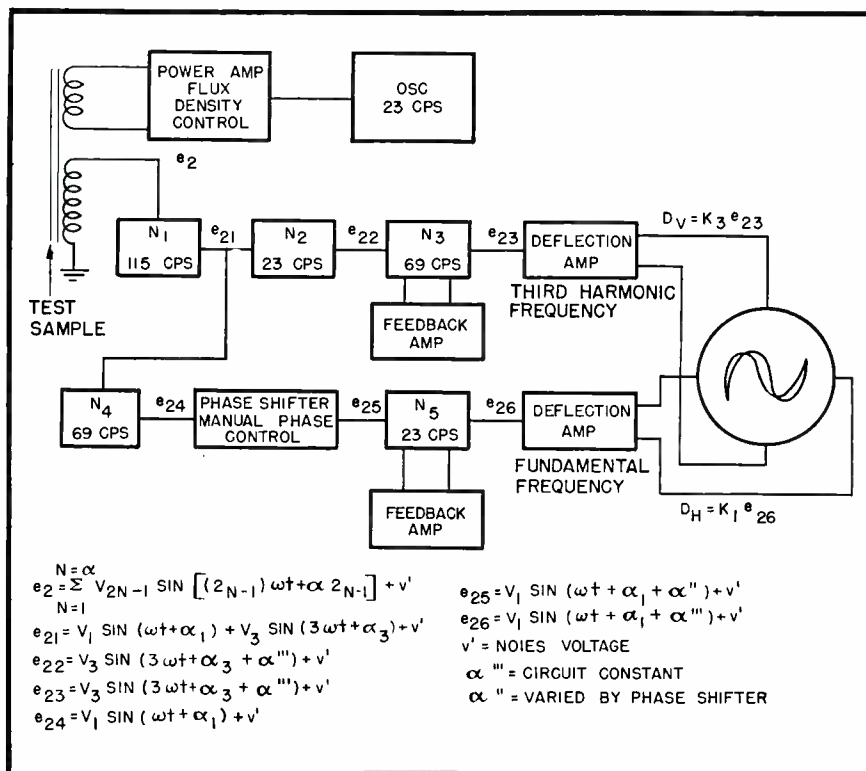 POWER AMP
FLUX
DENSITY
CONTROL
OSC
23 CPS
e2
N1
115 CPS
e21
N2
23 CPS
e22
N3
69 CPS
e23
DEFLECTION
AMP
DV = K3 e23
THIRD HARMONIC
FREQUENCY
FEEDBACK
AMP
TEST
SAMPLE
N4
69 CPS
e24
PHASE SHIFTER
MANUAL PHASE
CONTROL
e25
N5
23 CPS
e26
DEFLECTION
AMP
FUNDAMENTAL
FREQUENCY
FEEDBACK
AMP
DH = K1 e26
N=α
e2 = Σ V2N-1 SIN [(2N-1) ωt + α 2N-1] + v'
N=1
e21 = V1 SIN (ωt + α1) + V3 SIN (3ωt + α3) + v'
e22 = V3 SIN (3ωt + α3 + α''') + v'
e23 = V3 SIN (3ωt + α3 + α''') + v'
e24 = V1 SIN (ωt + α1) + v'
e25 = V1 SIN (ωt + α1 + α'') + v'
e26 = V1 SIN (ωt + α1 + α''') + v'
v' = NOIES VOLTAGE
α''' = CIRCUIT CONSTANT
α'' = VARIED BY PHASE SHIFTER